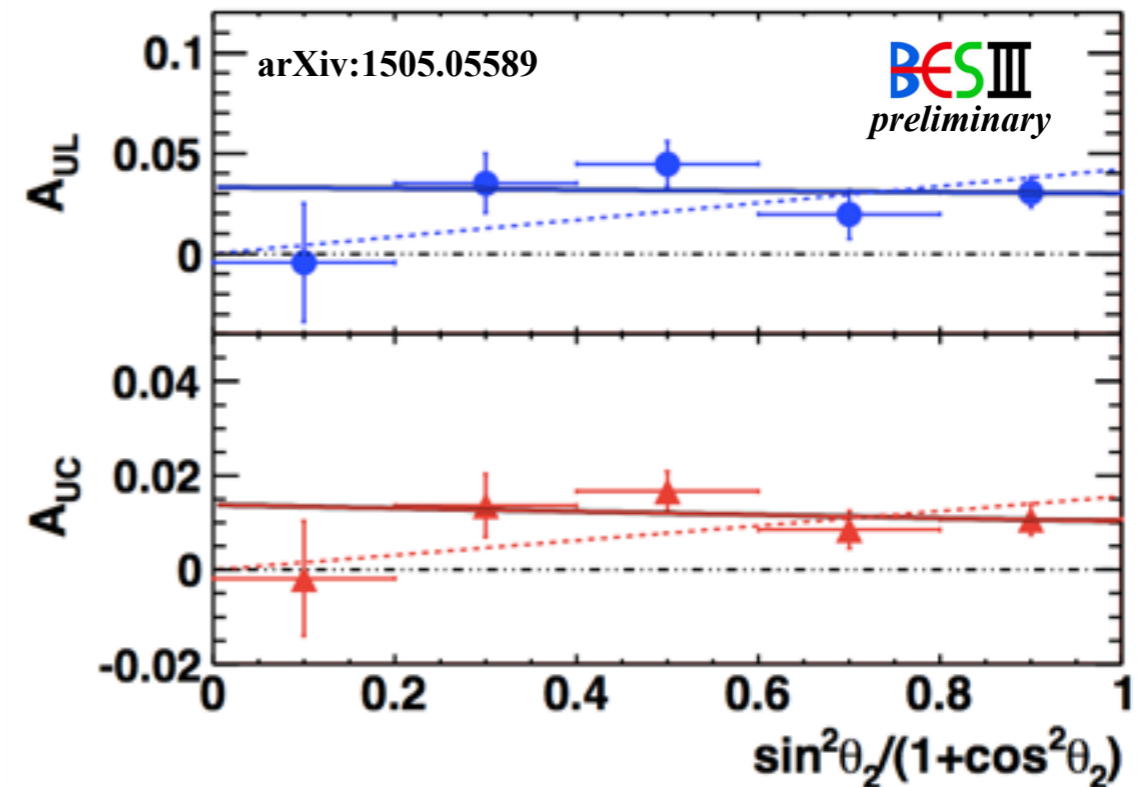 0.1
arXiv:1505.05589
BESIII
preliminary
0.05
A_UL
0
0.04
0.02
A_UC
0
-0.02
0 0.2 0.4 0.6 0.8 1
sin²θ₂/(1+cos²θ₂)